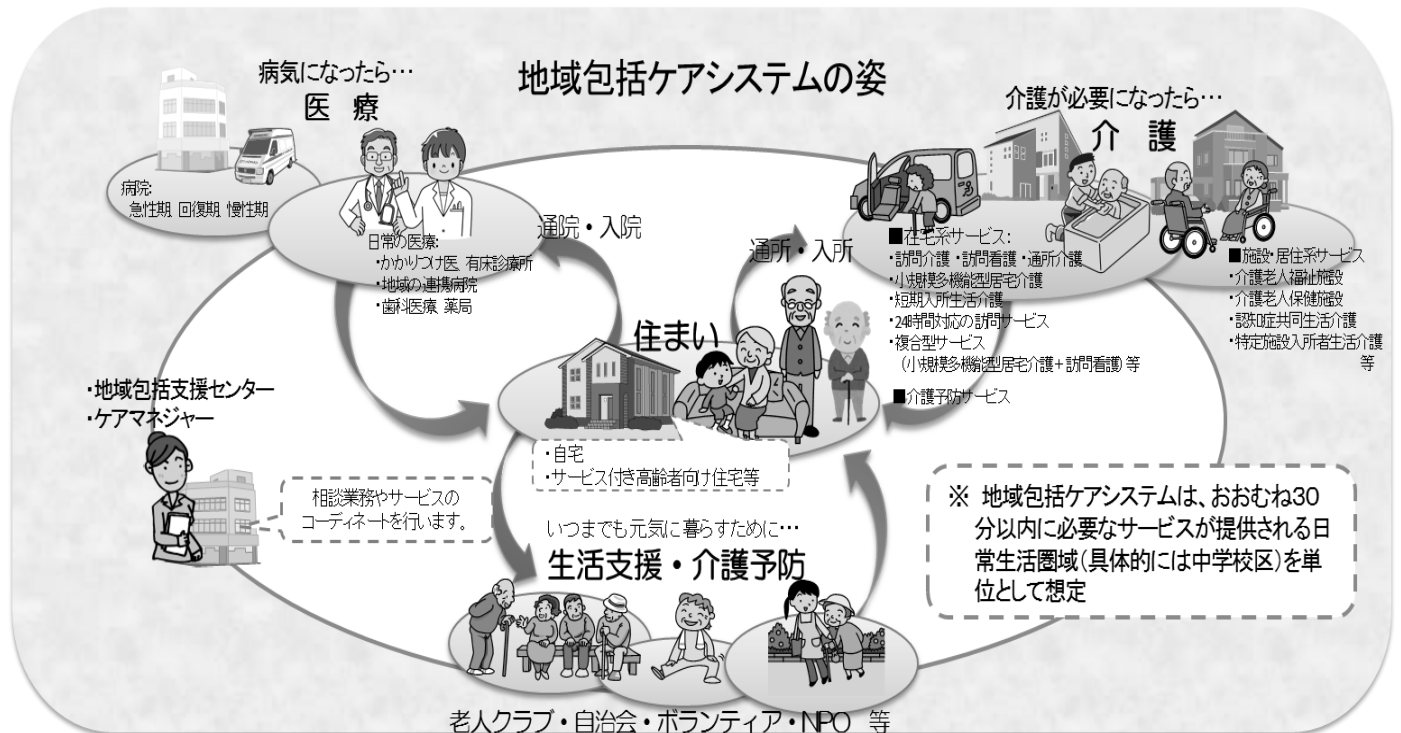 地域包括ケアシステムの姿
病気になったら…
医 療
病院:
急性期、回復期、慢性期
日常の医療:
・かかりつけ医、有床診療所
・地域の連携病院
・歯科医療、薬局
通院・入院
通所・入所
介護が必要になったら…
介 護
■在宅系サービス:
・訪問介護・訪問看護・通所介護
・小規模多機能型居宅介護
・短期入所生活介護
・24時間対応の訪問サービス
・複合型サービス
(小規模多機能型居宅介護+訪問看護)等
■介護予防サービス
■施設・居住系サービス
・介護老人福祉施設
・介護老人保健施設
・認知症共同生活介護
・特定施設入所者生活介護
等
住まい
・自宅
・サービス付き高齢者向け住宅等
・地域包括支援センター
・ケアマネジャー
相談業務やサービスの
コーディネートを行います。
いつまでも元気に暮らすために…
生活支援・介護予防
老人クラブ・自治会・ボランティア・NPO 等
※ 地域包括ケアシステムは、おおむね30
分以内に必要なサービスが提供される日
常生活圏域(具体的には中学校区)を単
位として想定